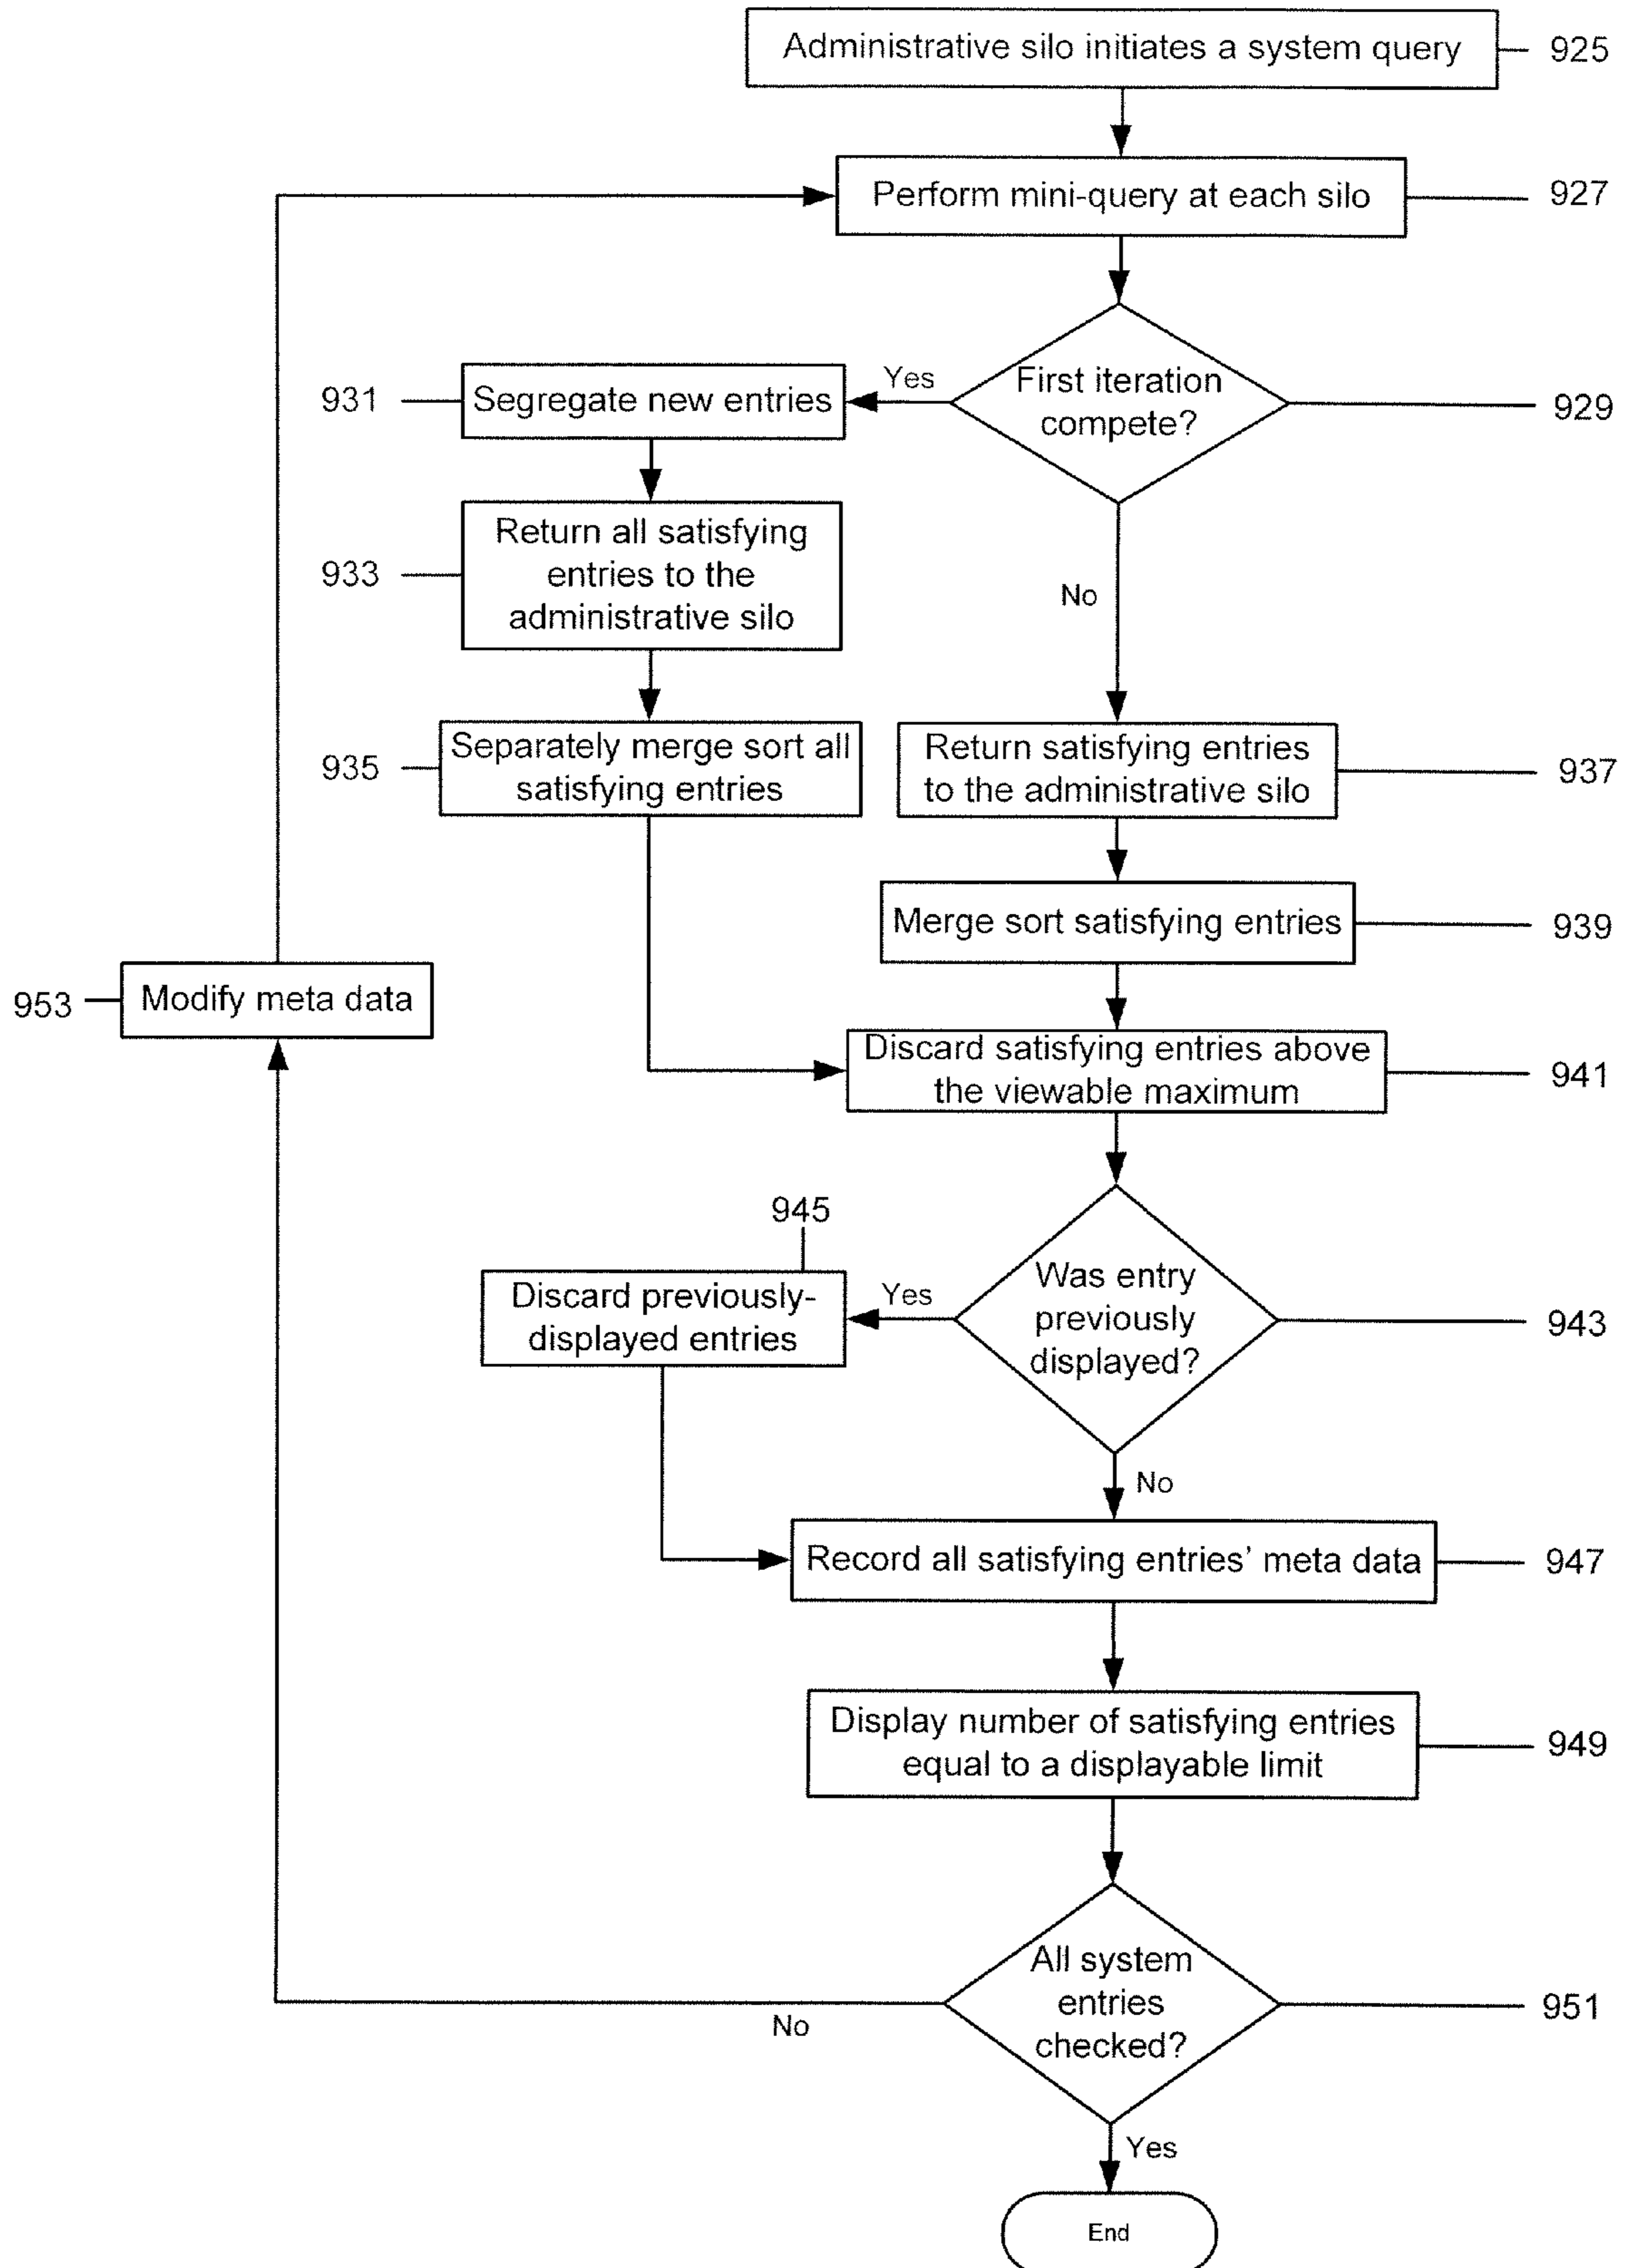 Administrative silo initiates a system query
925
Perform mini-query at each silo
927
First iteration
compete?
929
Yes
Segregate new entries
931
Return all satisfying
entries to the
administrative silo
933
No
Separately merge sort all
satisfying entries
935
Return satisfying entries
to the administrative silo
937
Merge sort satisfying entries
939
953
Modify meta data
Discard satisfying entries above
the viewable maximum
941
945
Discard previously-
displayed entries
Yes
Was entry
previously
displayed?
943
No
Record all satisfying entries' meta data
947
Display number of satisfying entries
equal to a displayable limit
949
All system
entries
checked?
951
No
Yes
End